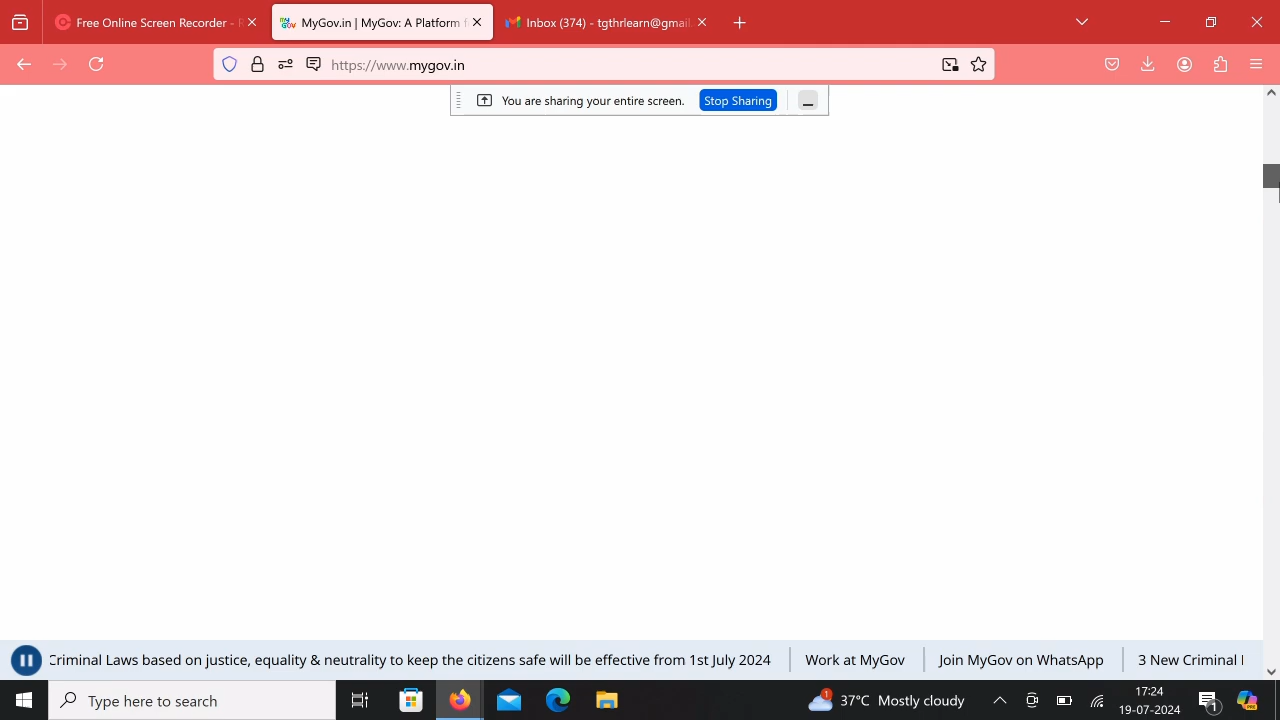 Free Online Screen Recorder - R
MyGov.in | MyGov: A Platform f
Inbox (374) - tgthrlearn@gmail.
https://www.mygov.in
You are sharing your entire screen.
Stop Sharing
Criminal Laws based on justice, equality & neutrality to keep the citizens safe will be effective from 1st July 2024
Work at MyGov
Join MyGov on WhatsApp
3 New Criminal l
Type here to search
1
37°C Mostly cloudy
17:24
19-07-2024
1